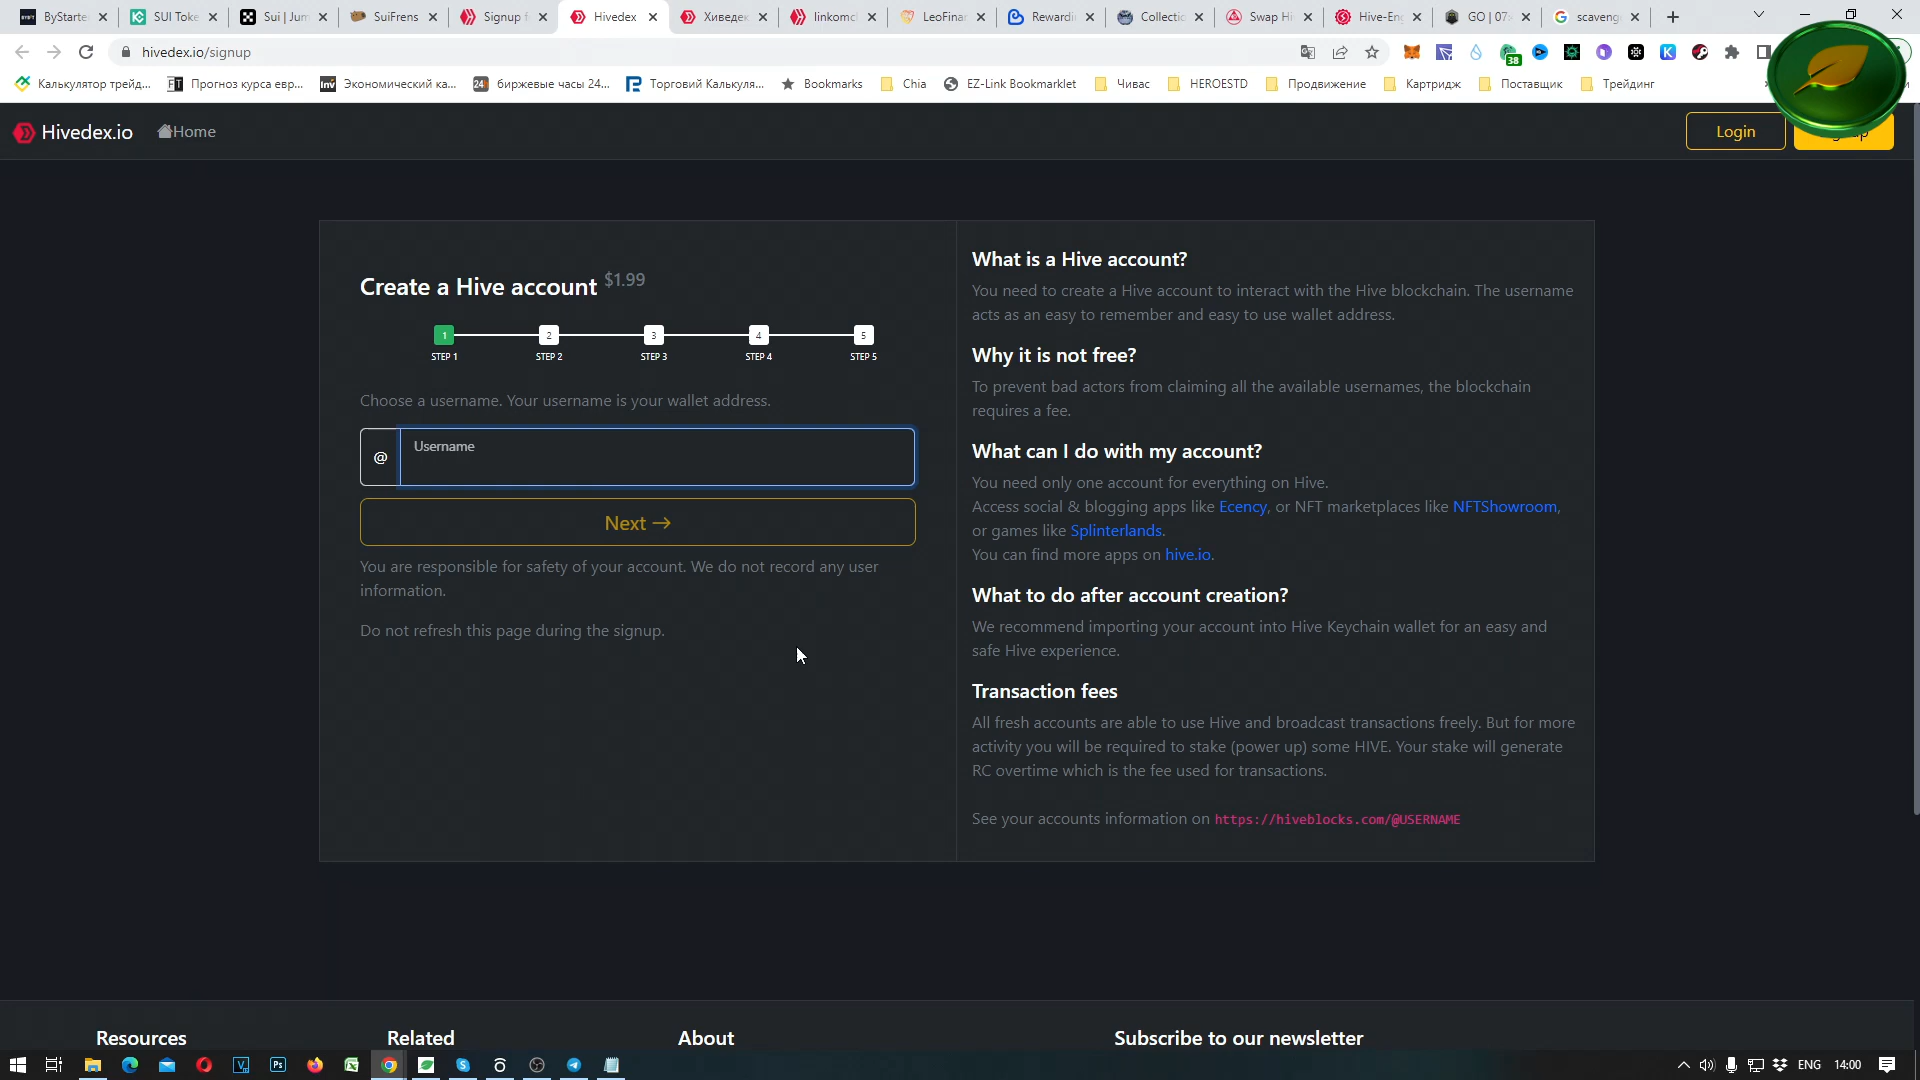 ByStarte
SUI Toke
Sui | Jum
SuiFrens
Signup f
Hivedex
Хиведек
linkomcl
LeoFinan
Rewardi
Collectio
Swap Hi
Hive-Eng
GO | 07:
scaveng
hivedex.io/signup
38
Калькулятор трейд...
Прогноз курса евр...
Экономический ка...
биржевые часы 24...
Торговий Калькуля...
Bookmarks
Chia
EZ-Link Bookmarklet
Чивас
HEROESTD
Продвижение
Картридж
Поставщик
Трейдинг
Hivedex.io
Home
Login
Create a Hive account $1.99
1 2 3 4 5
STEP 1 STEP 2 STEP 3 STEP 4 STEP 5
Choose a username. Your username is your wallet address.
@ Username
Next →
You are responsible for safety of your account. We do not record any user
information.
Do not refresh this page during the signup.
What is a Hive account?
You need to create a Hive account to interact with the Hive blockchain. The username
acts as an easy to remember and easy to use wallet address.
Why it is not free?
To prevent bad actors from claiming all the available usernames, the blockchain
requires a fee.
What can I do with my account?
You need only one account for everything on Hive.
Access social & blogging apps like Ecency, or NFT marketplaces like NFTShowroom,
or games like Splinterlands.
You can find more apps on hive.io.
What to do after account creation?
We recommend importing your account into Hive Keychain wallet for an easy and
safe Hive experience.
Transaction fees
All fresh accounts are able to use Hive and broadcast transactions freely. But for more
activity you will be required to stake (power up) some HIVE. Your stake will generate
RC overtime which is the fee used for transactions.
See your accounts information on https://hiveblocks.com/@USERNAME
Resources
Related
About
Subscribe to our newsletter
ENG 14:00